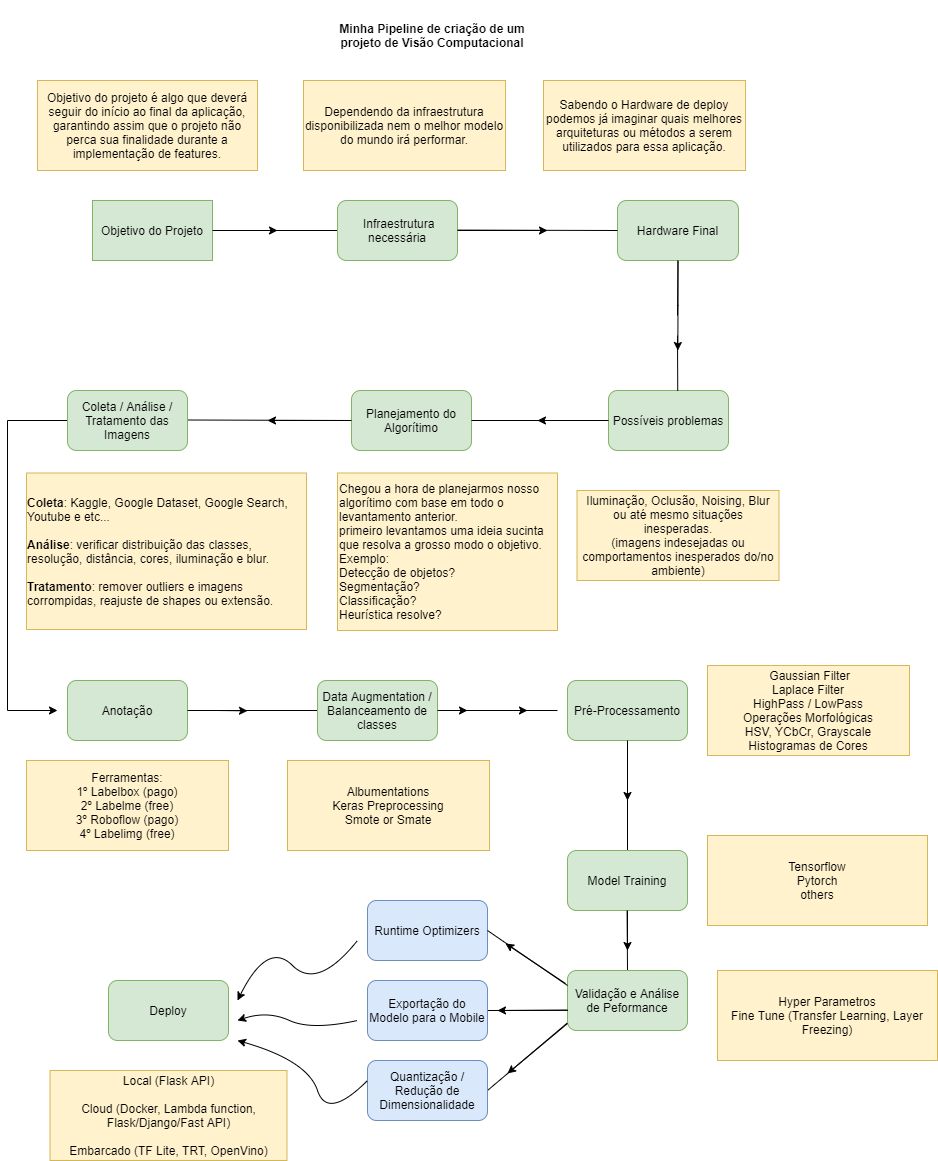 Minha Pipeline de criação de um
projeto de Visão Computacional
Objetivo do projeto é algo que deverá
seguir do início ao final da aplicação,
garantindo assim que o projeto não
perca sua finalidade durante a
implementação de features.
Dependendo da infraestrutura
disponibilizada nem o melhor modelo
do mundo irá performar.
Sabendo o Hardware de deploy
podemos já imaginar quais melhores
arquiteturas ou métodos a serem
utilizados para essa aplicação.
Objetivo do Projeto
Infraestrutura
necessária
Hardware Final
Coleta / Análise /
Tratamento das
Imagens
Planejamento do
Algorítimo
Possíveis problemas
Coleta: Kaggle, Google Dataset, Google Search,
Youtube e etc...
Análise: verificar distribuição das classes,
resolução, distância, cores, iluminação e blur.
Tratamento: remover outliers e imagens
corrompidas, reajuste de shapes ou extensão.
Chegou a hora de planejarmos nosso
algorítimo com base em todo o
levantamento anterior.
primeiro levantamos uma ideia sucinta
que resolva a grosso modo o objetivo.
Exemplo:
Detecção de objetos?
Segmentação?
Classificação?
Heurística resolve?
Iluminação, Oclusão, Noising, Blur
ou até mesmo situações
inesperadas.
(imagens indesejadas ou
comportamentos inesperados do/no
ambiente)
Anotação
Data Augmentation /
Balanceamento de
classes
Pré-Processamento
Gaussian Filter
Laplace Filter
HighPass / LowPass
Operações Morfológicas
HSV, YCbCr, Grayscale
Histogramas de Cores
Ferramentas:
1º Labelbox (pago)
2º Labelme (free)
3º Roboflow (pago)
4º Labelimg (free)
Albumentations
Keras Preprocessing
Smote or Smate
Model Training
Tensorflow
Pytorch
others
Runtime Optimizers
Deploy
Exportação do
Modelo para o Mobile
Validação e Análise
de Peformance
Hyper Parametros
Fine Tune (Transfer Learning, Layer
Freezing)
Quantização /
Redução de
Dimensionalidade
Local (Flask API)
Cloud (Docker, Lambda function,
Flask/Django/Fast API)
Embarcado (TF Lite, TRT, OpenVino)